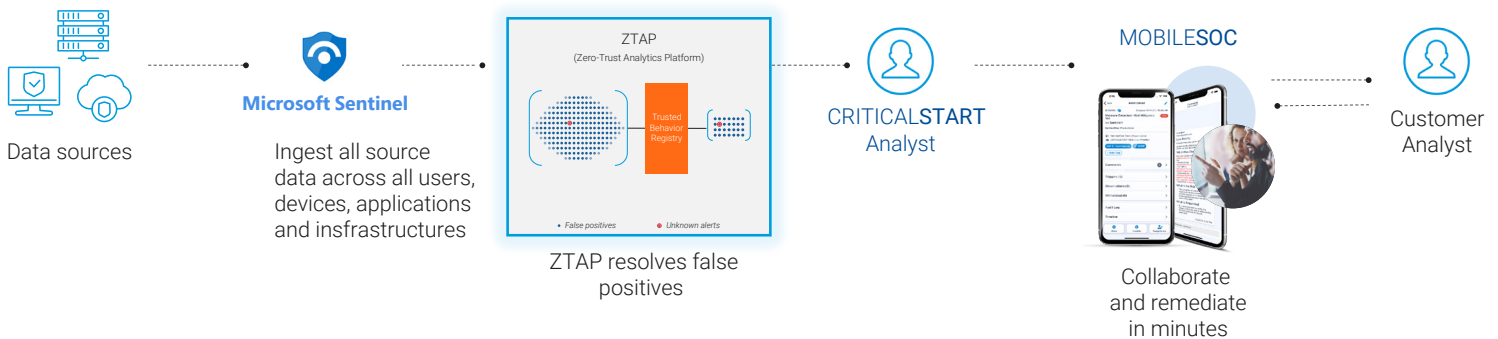 Data sources
Microsoft Sentinel
Ingest all source
data across all users,
devices, applications
and insfrastructures
ZTAP
(Zero-Trust Analytics Platform)
Trusted
Behavior
Registry
False positives
Unknown alerts
ZTAP resolves false
positives
CRITICALSTART
Analyst
MOBILESOC
Collaborate
and remediate
in minutes
Customer
Analyst